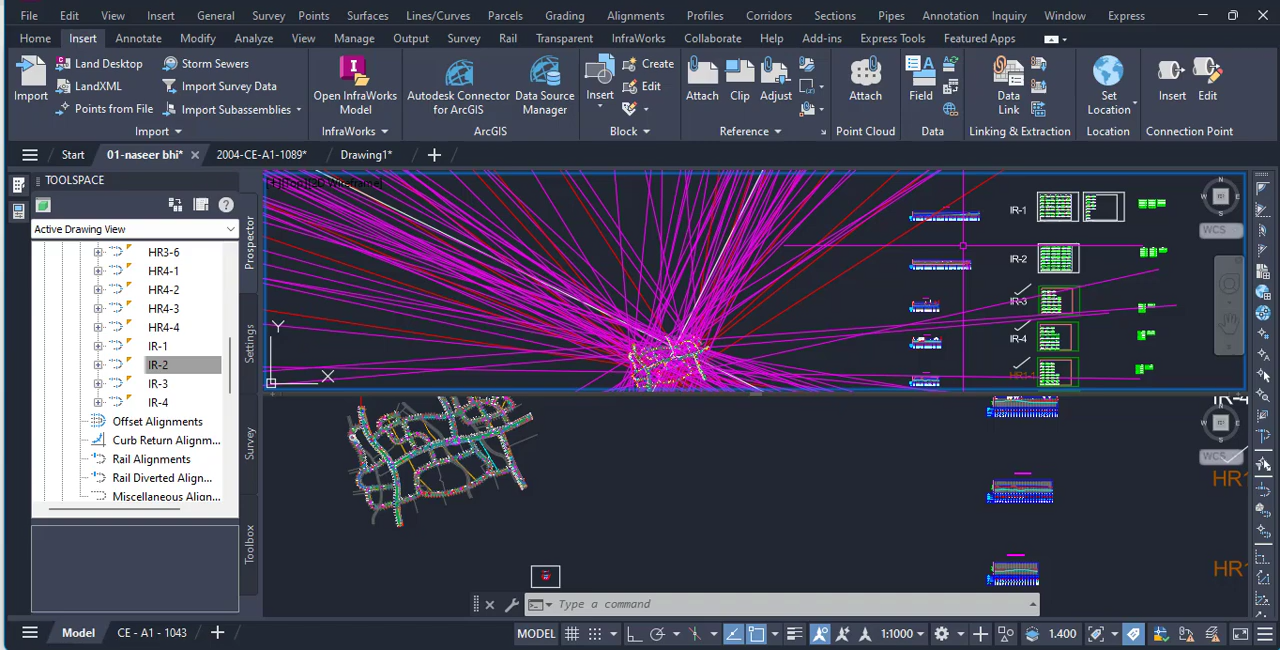 File Edit View Insert General Survey Points Surfaces Lines/Curves Parcels Grading Alignments Profiles Corridors Sections Pipes Annotation Inquiry Window Express
Home Insert Annotate Modify Analyze View Manage Output Survey Rail Transparent InfraWorks Collaborate Help Add-ins Express Tools Featured Apps
Import
Land Desktop
LandXML
Points from File
Storm Sewers
Import Survey Data
Import Subassemblies
Import
Open InfraWorks
Model
InfraWorks
Autodesk Connector
for ArcGIS
Data Source
Manager
ArcGIS
Insert
Create
Edit
Block
Attach Clip Adjust
Reference
Attach
Point Cloud
Field
Data
Data
Link
Linking & Extraction
Set
Location
Location
Insert Edit
Connection Point
Start 01-naseer bhi* 2004-CE-A1-1089* Drawing1*
TOOLSPACE
Active Drawing View
HR3-6
HR4-1
HR4-2
HR4-3
HR4-4
IR-1
IR-2
IR-3
IR-4
Offset Alignments
Curb Return Alignm...
Rail Alignments
Rail Diverted Align...
Miscellaneous Align...
Prospector
Settings
Survey
Toolbox
Y
X
IR-1
IR-2
IR-3
IR-4
HR1-1
N
W E
S
WCS
W E
S
WCS
IR-4
HR1
HR1
Type a command
Model CE - A1 - 1043
MODEL 1:1000 1.400